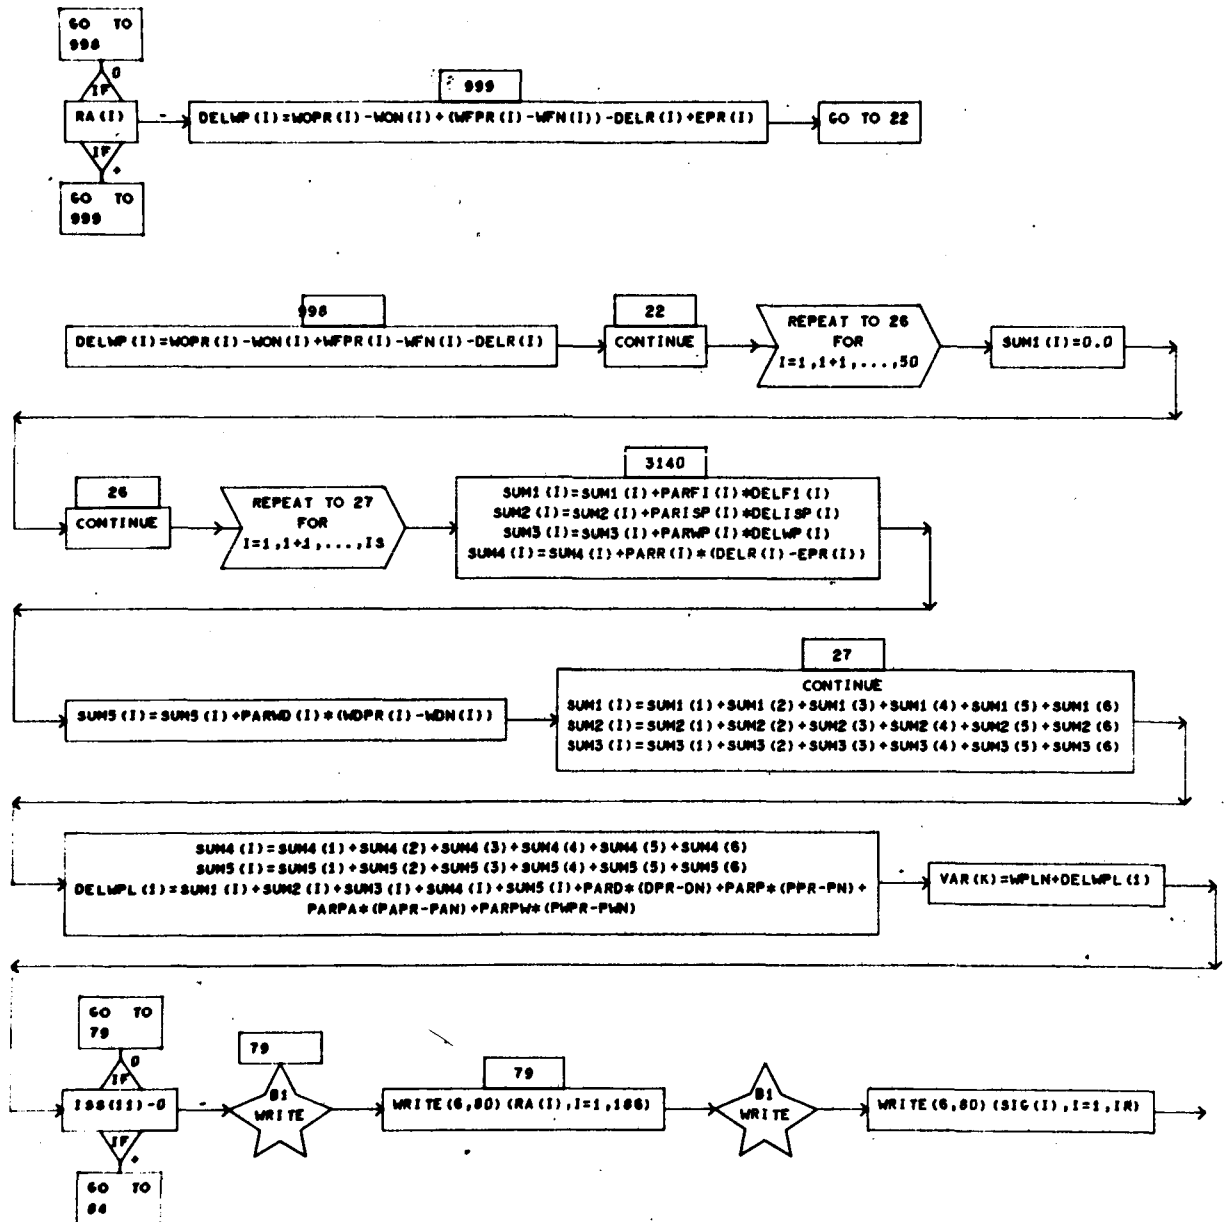 GO TO
998
0
IF
RA(I)
-
IF
+
GO TO
999
999
DELWP(I)=WOPR(I)-WON(I)+(WFPR(I)-WFN(I))-DELR(I)+EPR(I)
GO TO 22
998
DELWP(I)=WOPR(I)-WON(I)+WFPR(I)-WFN(I)-DELR(I)
22
CONTINUE
REPEAT TO 26
FOR
I=1,1+1,...,50
SUM1(I)=0.0
26
CONTINUE
REPEAT TO 27
FOR
I=1,1+1,...,IS
3140
SUM1(I)=SUM1(I)+PARFI(I)*DELFI(I)
SUM2(I)=SUM2(I)+PARISP(I)*DELISP(I)
SUM3(I)=SUM3(I)+PARWP(I)*DELWP(I)
SUM4(I)=SUM4(I)+PARR(I)*(DELR(I)-EPR(I))
SUM5(I)=SUM5(I)+PARWD(I)*(WDPR(I)-WDN(I))
27
CONTINUE
SUM1(I)=SUM1(1)+SUM1(2)+SUM1(3)+SUM1(4)+SUM1(5)+SUM1(6)
SUM2(I)=SUM2(1)+SUM2(2)+SUM2(3)+SUM2(4)+SUM2(5)+SUM2(6)
SUM3(I)=SUM3(1)+SUM3(2)+SUM3(3)+SUM3(4)+SUM3(5)+SUM3(6)
SUM4(I)=SUM4(1)+SUM4(2)+SUM4(3)+SUM4(4)+SUM4(5)+SUM4(6)
SUM5(I)=SUM5(1)+SUM5(2)+SUM5(3)+SUM5(4)+SUM5(5)+SUM5(6)
DELWPL(1)=SUM1(I)+SUM2(I)+SUM3(I)+SUM4(I)+SUM5(I)+PARD*(DPR-DN)+PARP*(PPR-PN)+
PARPA*(PAPR-PAN)+PARPW*(PWPR-PWN)
VAR(K)=WPLN+DELWPL(1)
GO TO
79
0
IF
ISS(11)-0
-
IF
+
GO TO
84
79
B1
WRITE
79
WRITE(6,80)(RA(I),I=1,186)
B1
WRITE
WRITE(6,80)(SIG(I),I=1,IR)